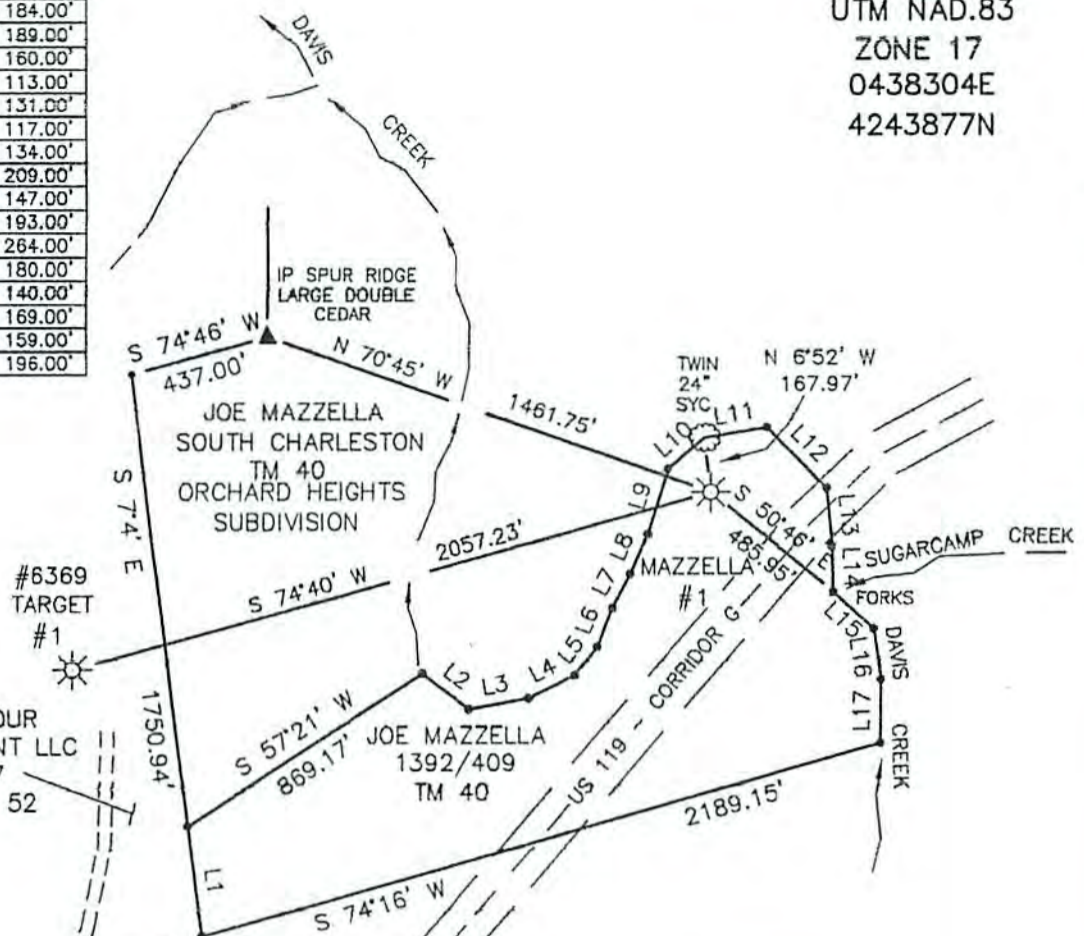 184.00'
189.00'
160.00'
113.00'
131.00'
117.00'
134.00'
209.00'
147.00'
193.00'
264.00'
180.00'
140.00'
169.00'
159.00'
196.00'
UTM NAD.83
ZONE 17
0438304E
4243877N
DAVIS
CREEK
IP SPUR RIDGE
LARGE DOUBLE
CEDAR
S 74°46' W
437.00'
N 70°45' W
1461.75'
TWIN
24"
SYC
N 6°52' W
167.97'
JOE MAZZELLA
SOUTH CHARLESTON
TM 40
ORCHARD HEIGHTS
SUBDIVISION
S 7°4' E
1750.94'
L10
L11
L12
L9
L13
L14
L8
L7
L6
L5
L4
L3
L2
S 50°46' E
485.95'
SUGARCAMP CREEK
FORKS
MAZZELLA
#1
2057.23'
S 74°40' W
#6369
TARGET
#1
L15
L16
L17
DAVIS
CREEK
US 119 - CORRIDOR G
S 57°21' W
869.17'
JOE MAZZELLA
1392/409
TM 40
OUR
NT LLC
52
2189.15'
S 74°16' W
L1